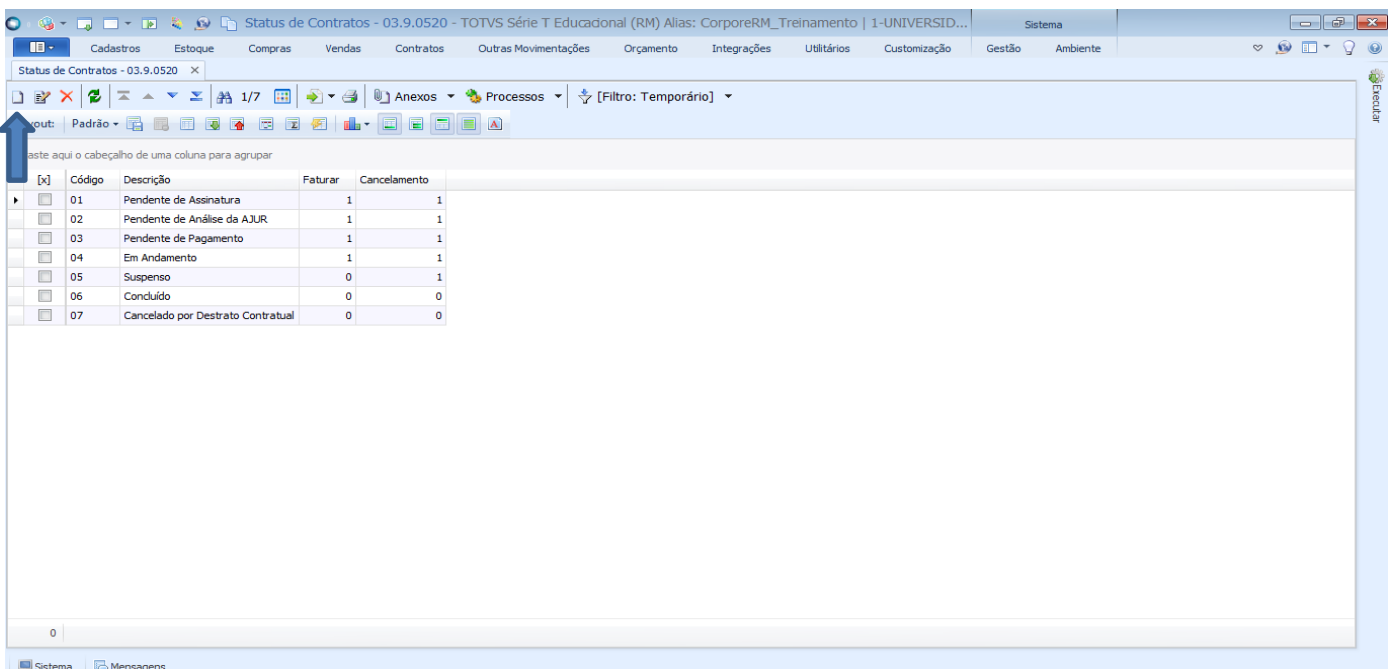 Status de Contratos - 03.9.0520 - TOTVS Série T Educacional (RM) Alias: CorporeRM_Treinamento | 1-UNIVERSID... Sistema
Cadastros Estoque Compras Vendas Contratos Outras Movimentações Orçamento Integrações Utilitários Customização Gestão Ambiente
Status de Contratos - 03.9.0520
1/7 Anexos Processos [Filtro: Temporário]
Executar
yout: Padrão
aste aqui o cabeçalho de uma coluna para agrupar
[x] Código Descrição Faturar Cancelamento
01 Pendente de Assinatura 1 1
02 Pendente de Análise da AJUR 1 1
03 Pendente de Pagamento 1 1
04 Em Andamento 1 1
05 Suspenso 0 1
06 Concluído 0 0
07 Cancelado por Destrato Contratual 0 0
0
Sistema Mensagens